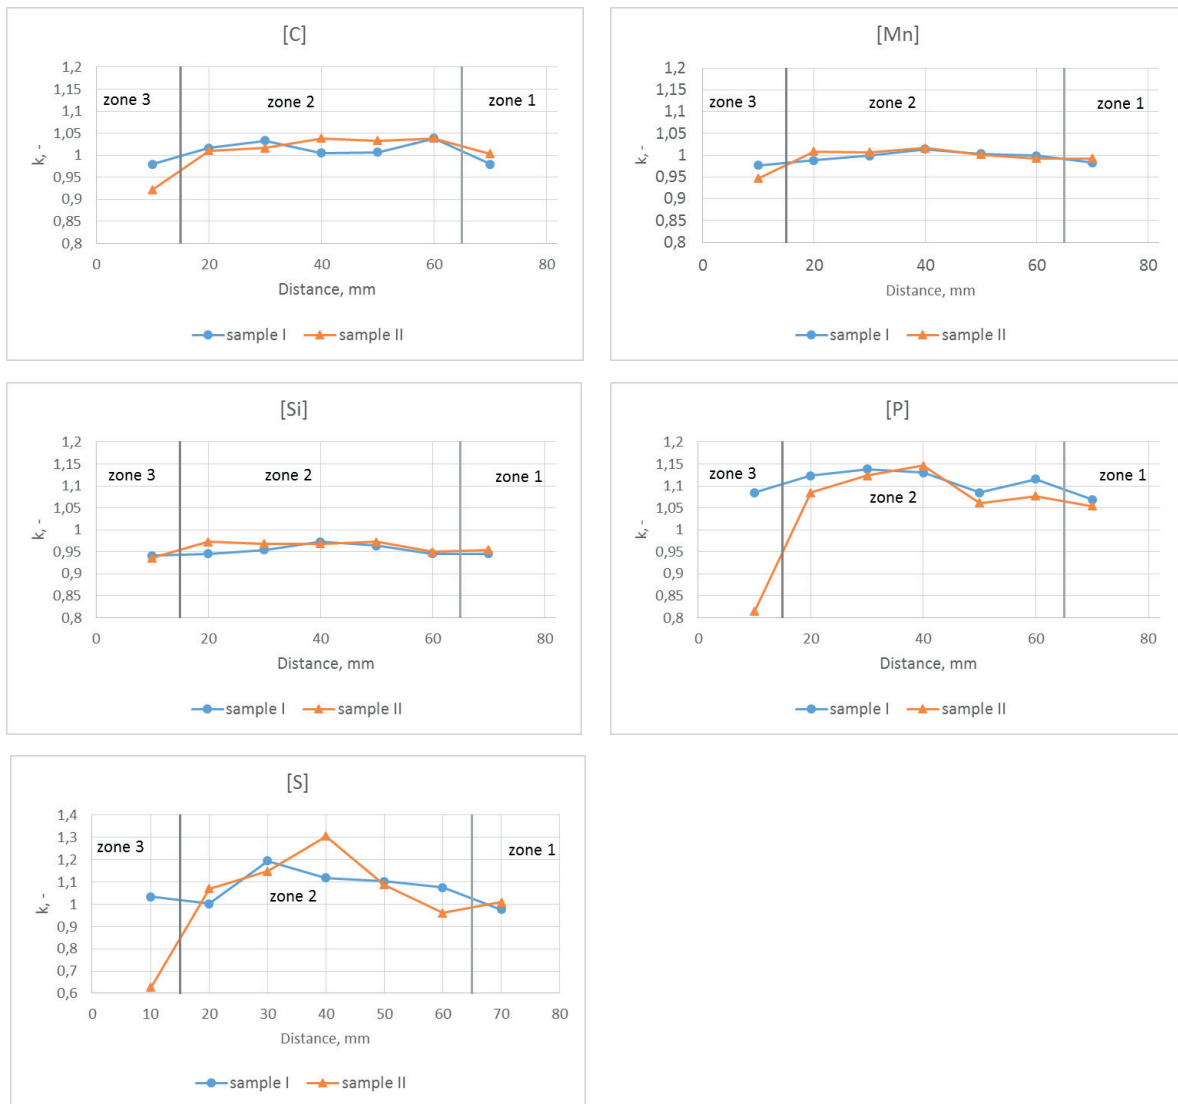 [C]
1,2
1,15
1,1
1,05
1
0,95
0,9
0,85
0,8
k, -
zone 3
zone 2
zone 1
0 20 40 60 80
Distance, mm
sample I sample II
[Mn]
1,2
1,15
1,1
1,05
1
0,95
0,9
0,85
0,8
k, -
zone 3
zone 2
zone 1
0 20 40 60 80
Distance, mm
sample I sample II
[Si]
1,2
1,15
1,1
1,05
1
0,95
0,9
0,85
0,8
k, -
zone 3
zone 2
zone 1
0 20 40 60 80
Distance, mm
sample I sample II
[P]
1,2
1,15
1,1
1,05
1
0,95
0,9
0,85
0,8
k, -
zone 3
zone 2
zone 1
0 20 40 60 80
Distance, mm
sample I sample II
[S]
1,4
1,3
1,2
1,1
1
0,9
0,8
0,7
0,6
k, -
zone 3
zone 2
zone 1
0 10 20 30 40 50 60 70 80
Distance, mm
sample I sample II